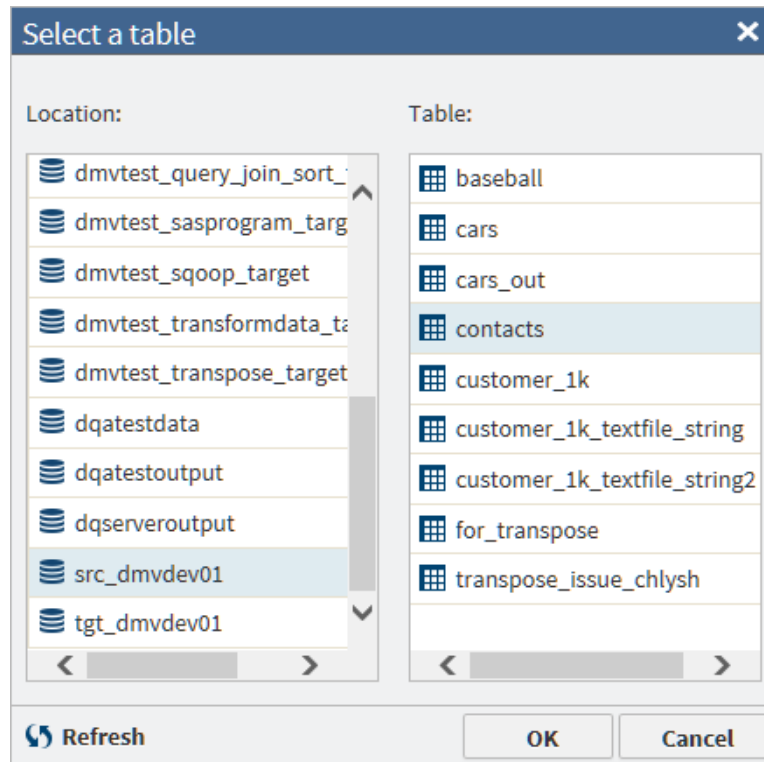 Select a table
Location:
dmvtest_query_join_sort_
dmvtest_sasprogram_targ
dmvtest_sqoop_target
dmvtest_transformdata_ta
dmvtest_transpose_target
dqatestdata
dqatestoutput
dqserveroutput
src_dmvdev01
tgt_dmvdev01
Table:
baseball
cars
cars_out
contacts
customer_1k
customer_1k_textfile_string
customer_1k_textfile_string2
for_transpose
transpose_issue_chlysh
Refresh
OK
Cancel